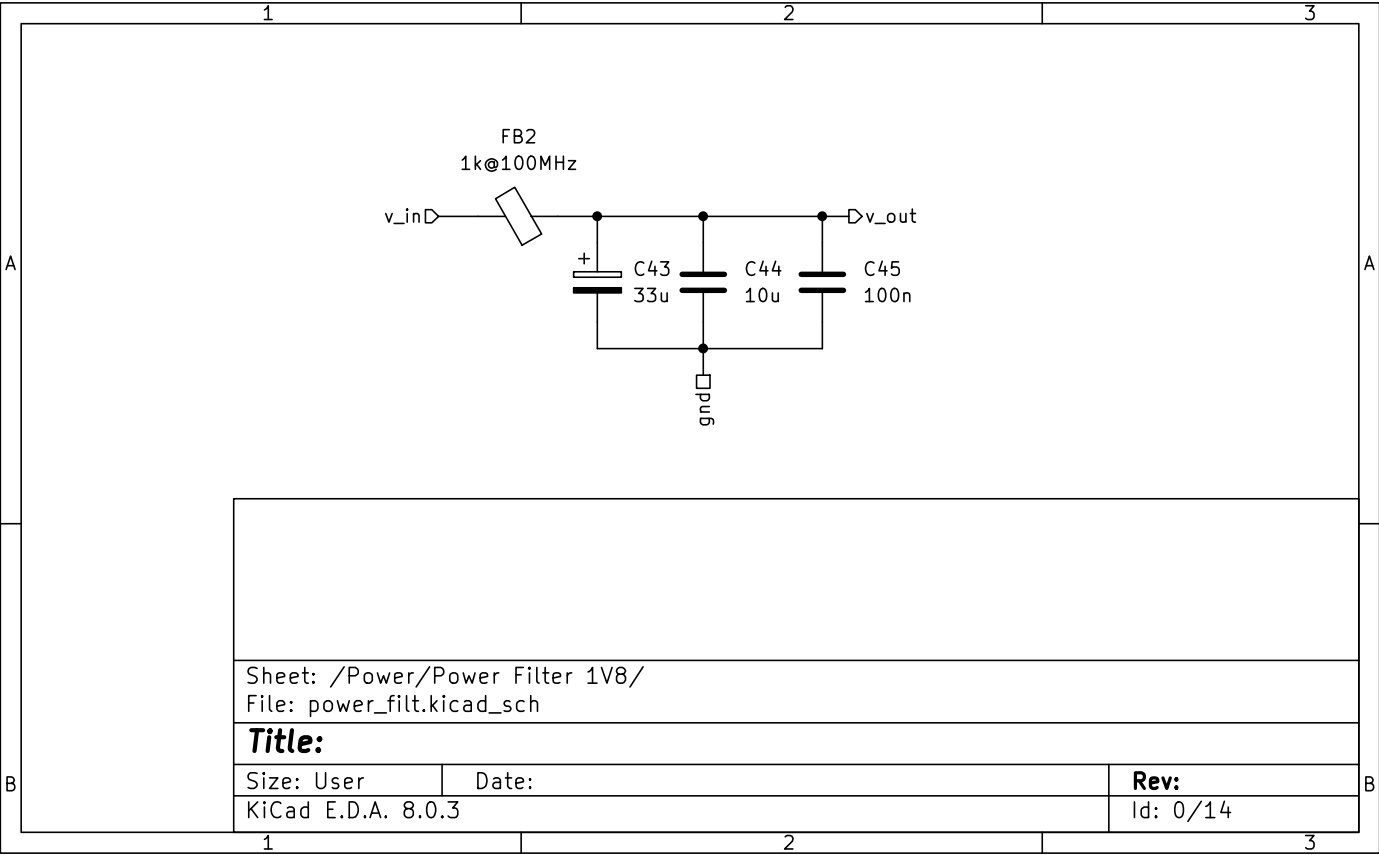 1 2 3
FB2
1k@100MHz
v_in v_out
A A
+ C43 C44 C45
33u 10u 100n
gnd
Sheet: /Power/Power Filter 1V8/
File: power_filt.kicad_sch
Title:
Size: User Date: Rev:
B B
KiCad E.D.A. 8.0.3 Id: 0/14
1 2 3